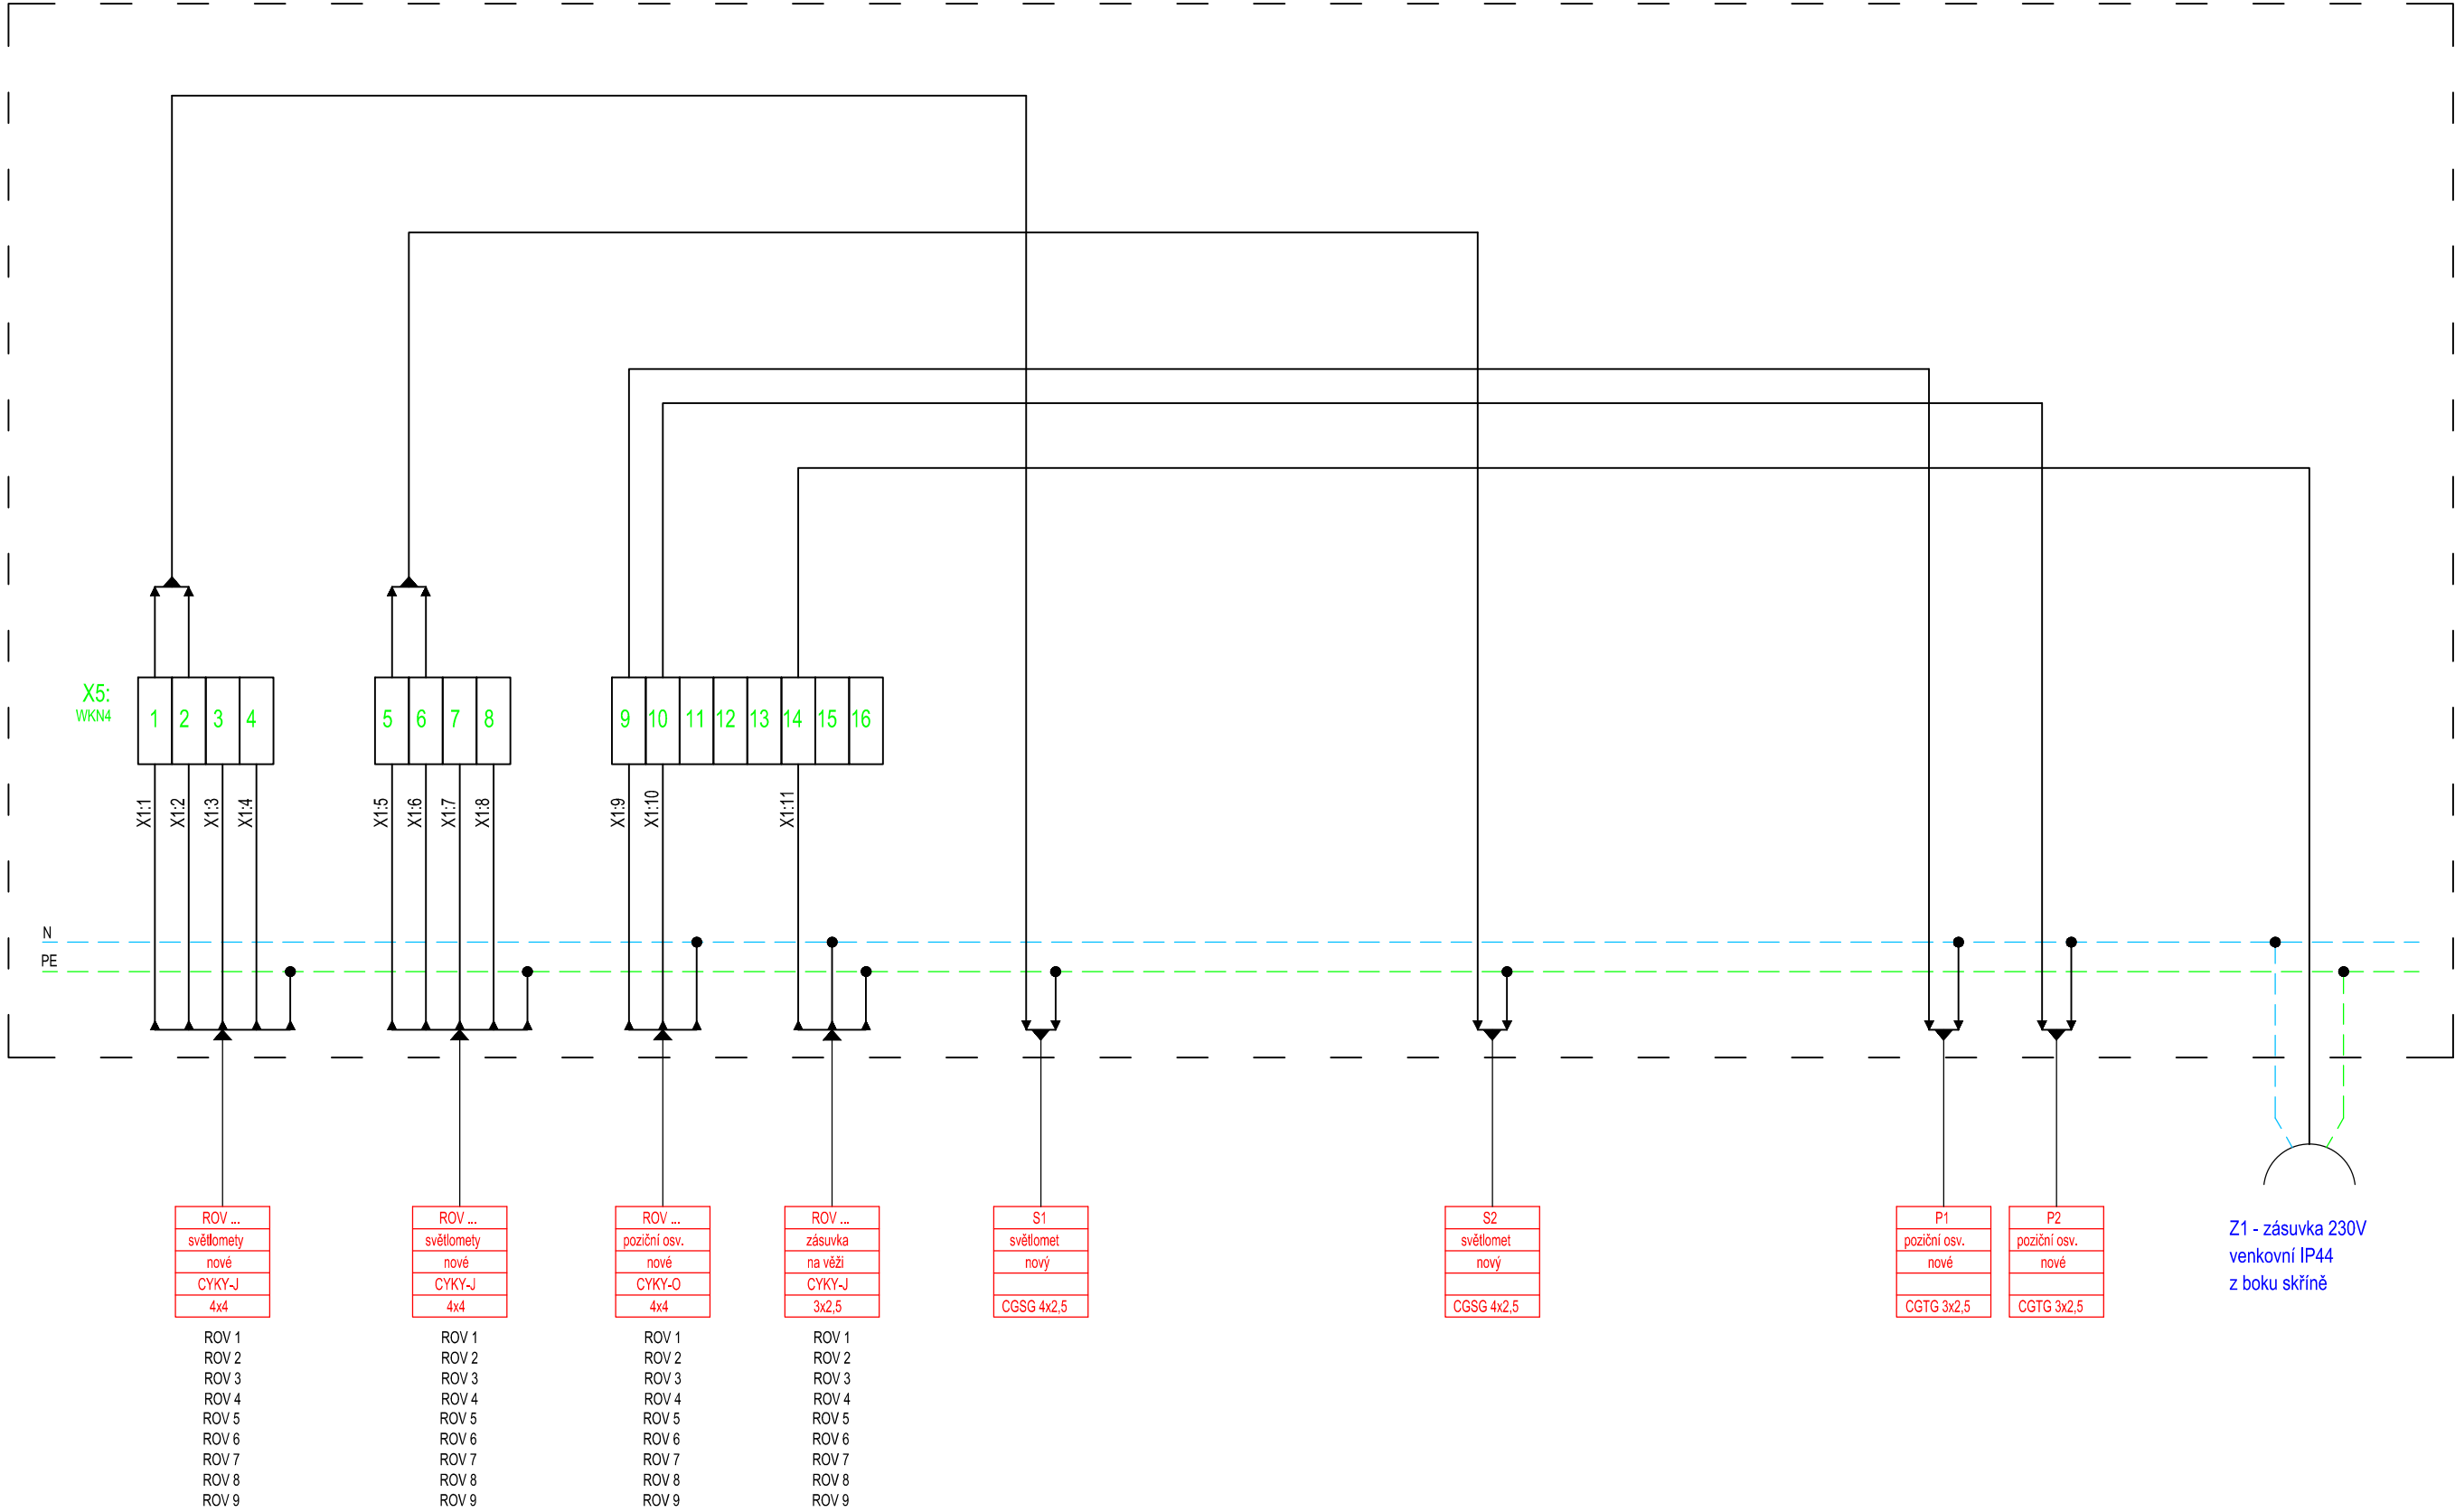 X5:
WKN4
1 2 3 4
5 6 7 8
9 10 11 12 13 14 15 16
X1:1
X1:2
X1:3
X1:4
X1:5
X1:6
X1:7
X1:8
X1:9
X1:10
X1:11
N
PE
ROV ...
světlomety
nové
CYKY-J
4x4
ROV 1
ROV 2
ROV 3
ROV 4
ROV 5
ROV 6
ROV 7
ROV 8
ROV 9
ROV ...
světlomety
nové
CYKY-J
4x4
ROV 1
ROV 2
ROV 3
ROV 4
ROV 5
ROV 6
ROV 7
ROV 8
ROV 9
ROV ...
poziční osv.
nové
CYKY-O
4x4
ROV 1
ROV 2
ROV 3
ROV 4
ROV 5
ROV 6
ROV 7
ROV 8
ROV 9
ROV ...
zásuvka
na věži
CYKY-J
3x2,5
ROV 1
ROV 2
ROV 3
ROV 4
ROV 5
ROV 6
ROV 7
ROV 8
ROV 9
S1
světlomet
nový
CGSG 4x2,5
S2
světlomet
nový
CGSG 4x2,5
P1
poziční osv.
nové
CGTG 3x2,5
P2
poziční osv.
nové
CGTG 3x2,5
Z1 - zásuvka 230V
venkovní IP44
z boku skříně